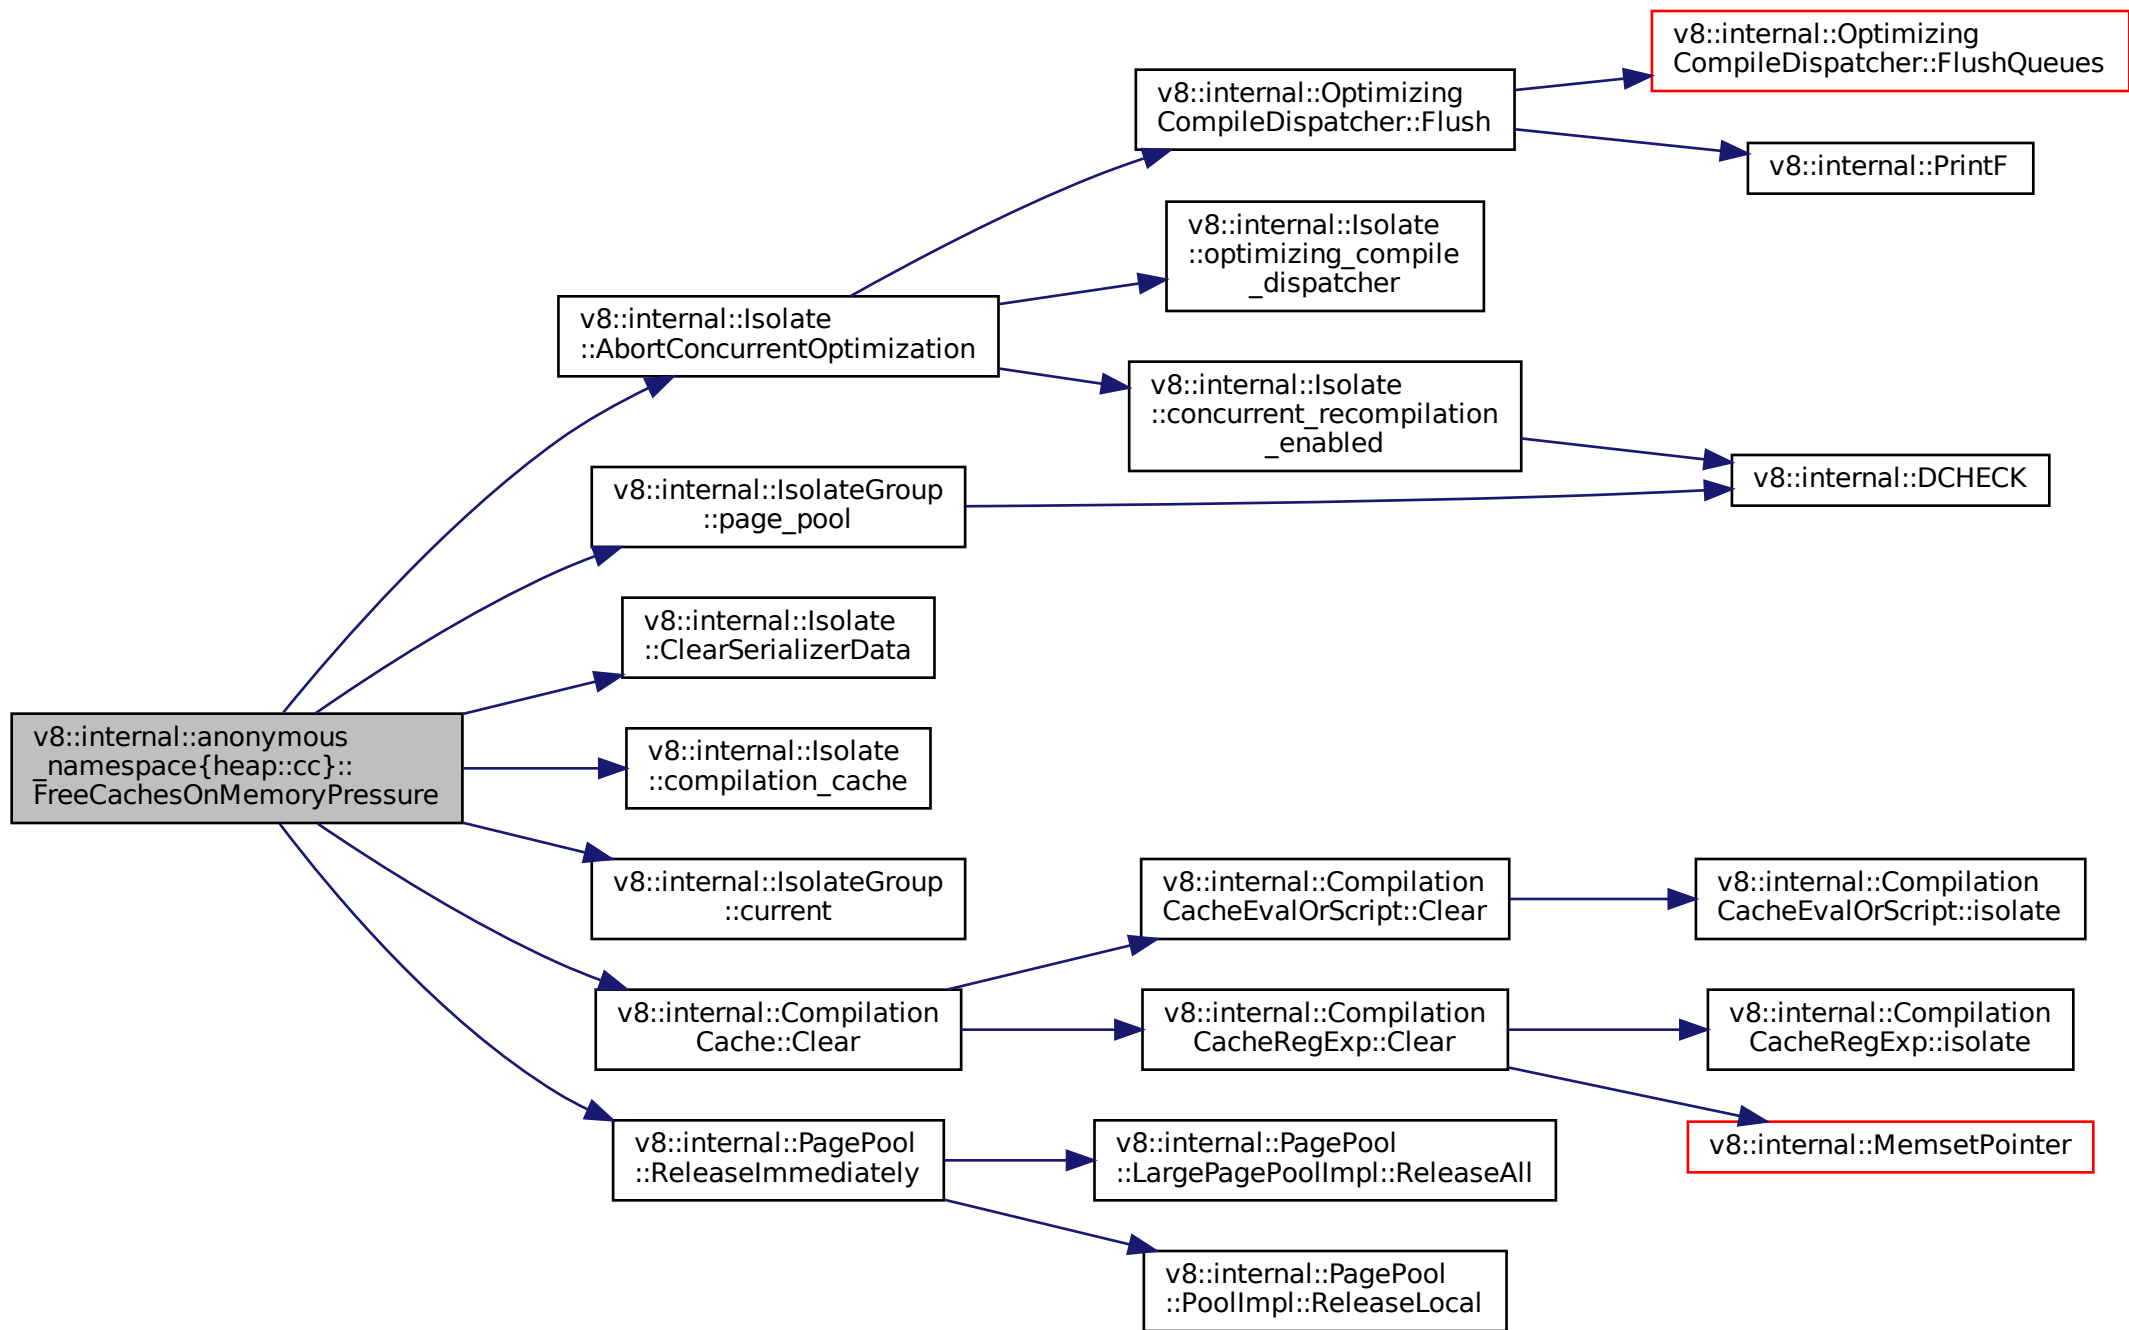 v8::internal::Optimizing
CompileDispatcher::FlushQueues
v8::internal::Optimizing
CompileDispatcher::Flush
v8::internal::PrintF
v8::internal::Isolate
::optimizing_compile
_dispatcher
v8::internal::Isolate
::AbortConcurrentOptimization
v8::internal::Isolate
::concurrent_recompilation
_enabled
v8::internal::DCHECK
v8::internal::IsolateGroup
::page_pool
v8::internal::Isolate
::ClearSerializerData
v8::internal::anonymous
_namespace{heap::cc}::
FreeCachesOnMemoryPressure
v8::internal::Isolate
::compilation_cache
v8::internal::IsolateGroup
::current
v8::internal::Compilation
CacheEvalOrScript::Clear
v8::internal::Compilation
CacheEvalOrScript::isolate
v8::internal::Compilation
Cache::Clear
v8::internal::Compilation
CacheRegExp::Clear
v8::internal::Compilation
CacheRegExp::isolate
v8::internal::MemsetPointer
v8::internal::PagePool
::ReleaseImmediately
v8::internal::PagePool
::LargePagePoolImpl::ReleaseAll
v8::internal::PagePool
::PoolImpl::ReleaseLocal